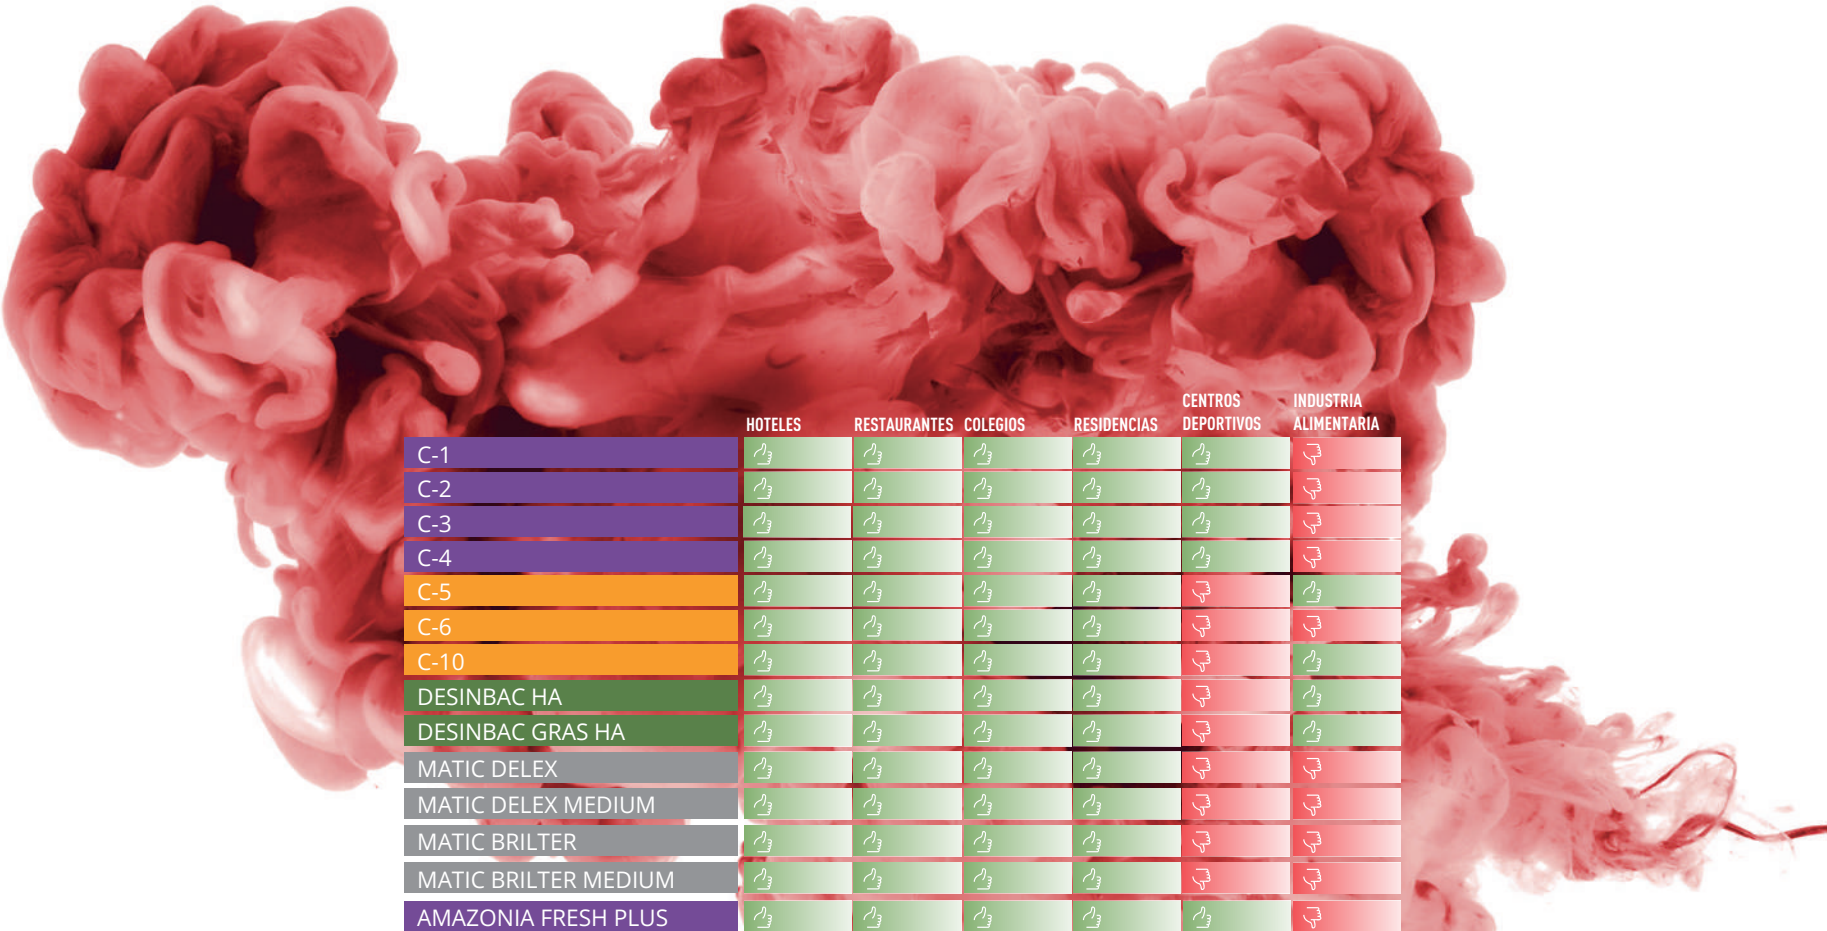 HOTELES RESTAURANTES COLEGIOS RESIDENCIAS CENTROS DEPORTIVOS INDUSTRIA ALIMENTARIA
C-1
C-2
C-3
C-4
C-5
C-6
C-10
DESINBAC HA
DESINBAC GRAS HA
MATIC DELEX
MATIC DELEX MEDIUM
MATIC BRILTER
MATIC BRILTER MEDIUM
AMAZONIA FRESH PLUS